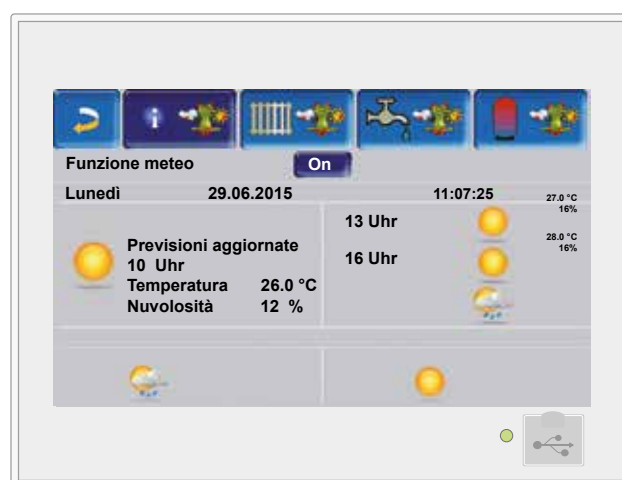 Funzione meteo On
Lunedì 29.06.2015 11:07:25
27.0 °C
16%
13 Uhr
28.0 °C
16%
16 Uhr
Previsioni aggiornate
10 Uhr
Temperatura 26.0 °C
Nuvolosità 12 %